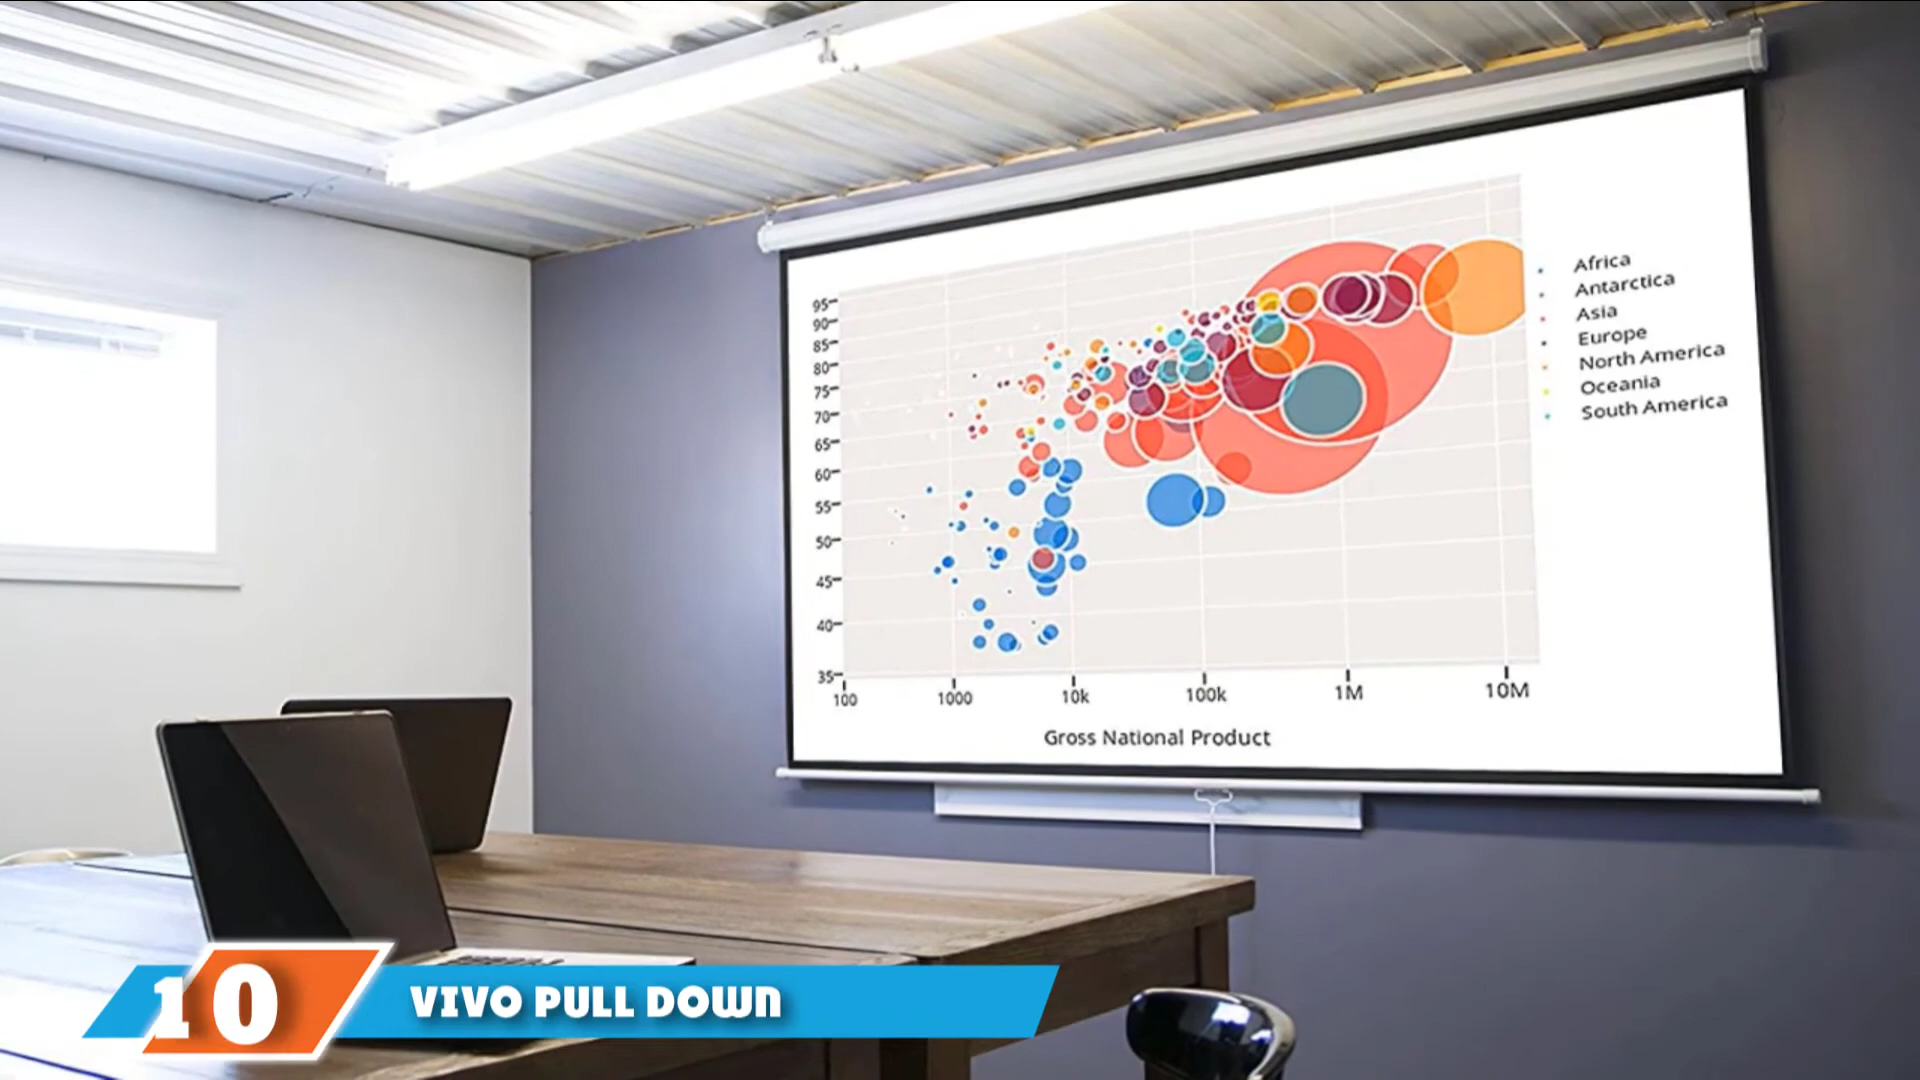 95
90
85
80
75
70
65
60
55
50
45
40
35
100 1000 10k 100k 1M 10M
Gross National Product
Africa
Antarctica
Asia
Europe
North America
Oceania
South America
10 VIVO PULL DOWN